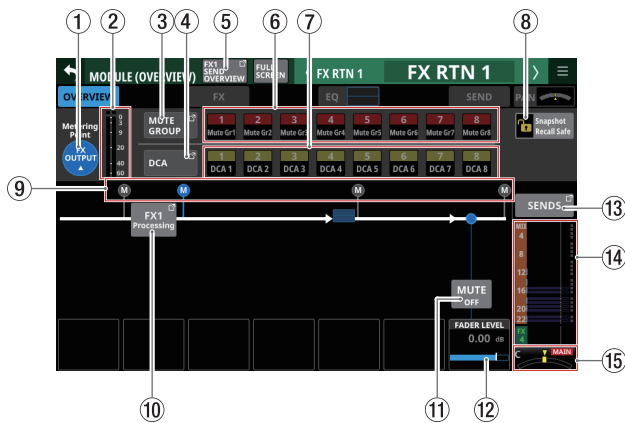 1 2 3 4 5 6 7 8
MODULE (OVERVIEW)
FX1
SEND
OVERVIEW
FULL
SCREEN
FX RTN 1
FX RTN 1
OVERVIEW
FX
EQ
SEND
PAN
Metering
Point
FX
OUTPUT
0
3
9
20
40
60
MUTE
GROUP
1 2 3 4 5 6 7 8
Mute Gr1 Mute Gr2 Mute Gr3 Mute Gr4 Mute Gr5 Mute Gr6 Mute Gr7 Mute Gr8
Snapshot
Recall Safe
DCA
1 2 3 4 5 6 7 8
DCA 1 DCA 2 DCA 3 DCA 4 DCA 5 DCA 6 DCA 7 DCA 8
9
M M M M
FX1
Processing
SENDS
13
MIX
4
8
12
16
20
22
FX
4
14
MUTE
OFF
FADER LEVEL
0.00 dB
C
MAIN
15
10 11 12